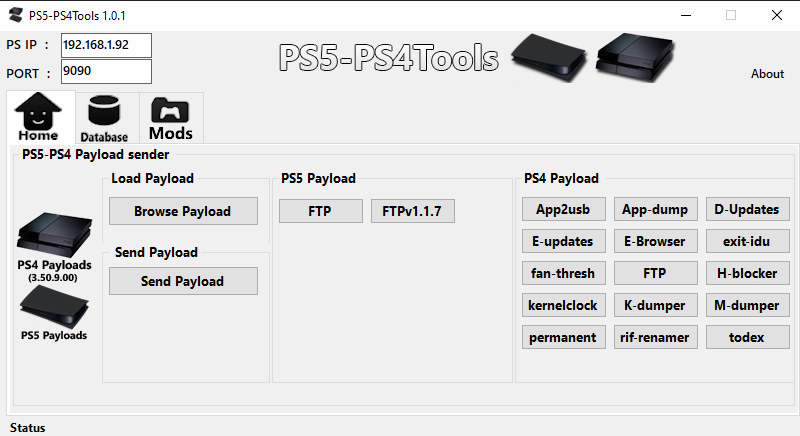 PS5-PS4Tools 1.0.1
PS IP : 192.168.1.92
PORT : 9090
PS5-PS4Tools
About
Home
Database
Mods
PS5-PS4 Payload sender
Load Payload
Browse Payload
Send Payload
Send Payload
PS4 Payloads
(3.50.9.00)
PS5 Payloads
PS5 Payload
FTP FTPv1.1.7
PS4 Payload
App2usb App-dump D-Updates
E-updates E-Browser exit-idu
fan-thresh FTP H-blocker
kernelclock K-dumper M-dumper
permanent rif-renamer todex
Status